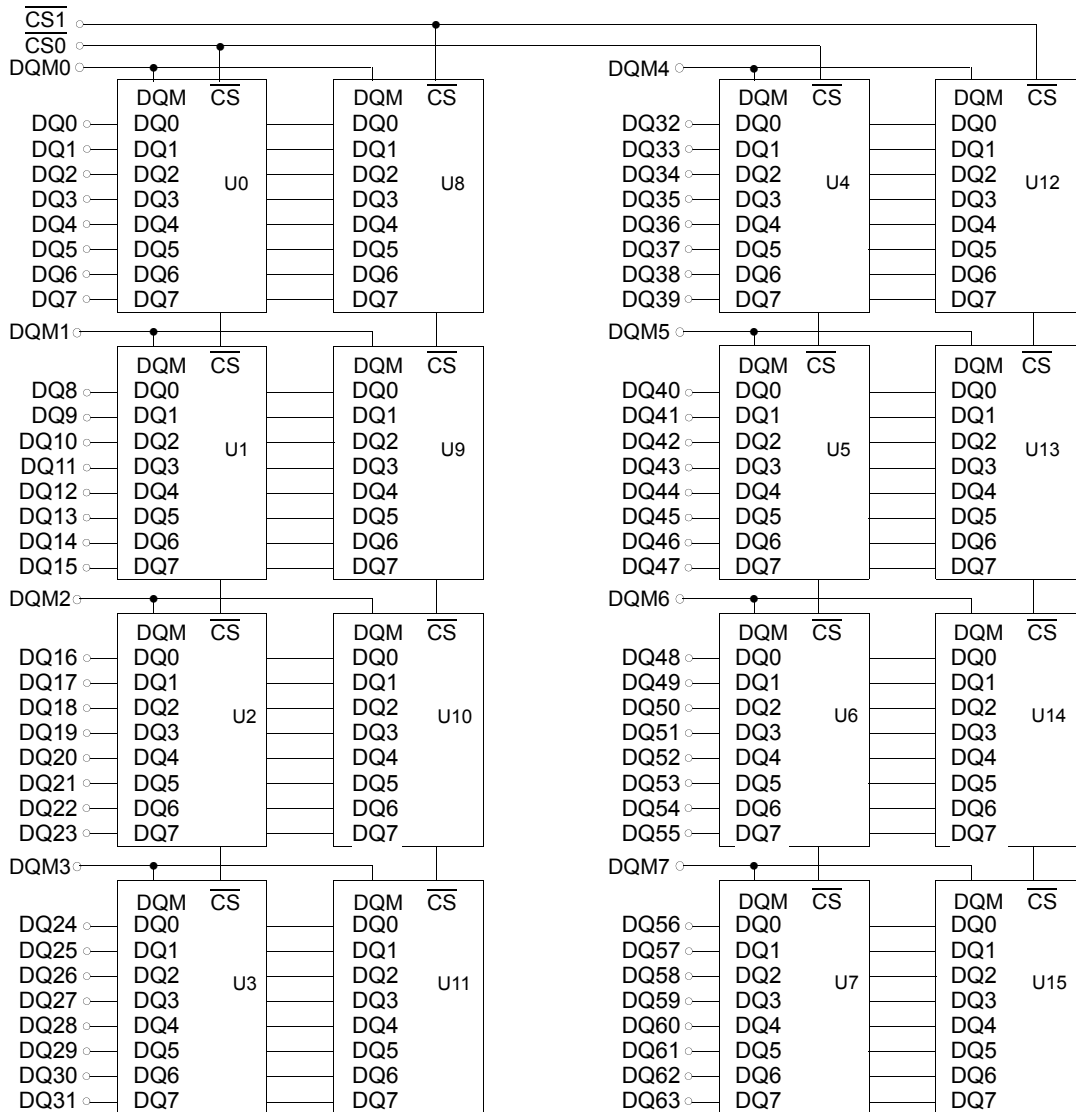 CS1
CS0
DQM0 DQM4
DQM CS DQM CS DQM CS DQM CS
DQ0 DQ0 DQ0 DQ32 DQ0 DQ0
DQ1 DQ1 DQ1 DQ33 DQ1 DQ1
DQ2 DQ2 U0 DQ2 U8 DQ34 DQ2 U4 DQ2 U12
DQ3 DQ3 DQ3 DQ35 DQ3 DQ3
DQ4 DQ4 DQ4 DQ36 DQ4 DQ4
DQ5 DQ5 DQ5 DQ37 DQ5 DQ5
DQ6 DQ6 DQ6 DQ38 DQ6 DQ6
DQ7 DQ7 DQ7 DQ39 DQ7 DQ7
DQM1 DQM5
DQM CS DQM CS DQM CS DQM CS
DQ8 DQ0 DQ0 DQ40 DQ0 DQ0
DQ9 DQ1 DQ1 DQ41 DQ1 DQ1
DQ10 DQ2 U1 DQ2 U9 DQ42 DQ2 U5 DQ2 U13
DQ11 DQ3 DQ3 DQ43 DQ3 DQ3
DQ12 DQ4 DQ4 DQ44 DQ4 DQ4
DQ13 DQ5 DQ5 DQ45 DQ5 DQ5
DQ14 DQ6 DQ6 DQ46 DQ6 DQ6
DQ15 DQ7 DQ7 DQ47 DQ7 DQ7
DQM2 DQM6
DQM CS DQM CS DQM CS DQM CS
DQ16 DQ0 DQ0 DQ48 DQ0 DQ0
DQ17 DQ1 DQ1 DQ49 DQ1 DQ1
DQ18 DQ2 U2 DQ2 U10 DQ50 DQ2 U6 DQ2 U14
DQ19 DQ3 DQ3 DQ51 DQ3 DQ3
DQ20 DQ4 DQ4 DQ52 DQ4 DQ4
DQ21 DQ5 DQ5 DQ53 DQ5 DQ5
DQ22 DQ6 DQ6 DQ54 DQ6 DQ6
DQ23 DQ7 DQ7 DQ55 DQ7 DQ7
DQM3 DQM7
DQM CS DQM CS DQM CS DQM CS
DQ24 DQ0 DQ0 DQ56 DQ0 DQ0
DQ25 DQ1 DQ1 DQ57 DQ1 DQ1
DQ26 DQ2 U3 DQ2 U11 DQ58 DQ2 U7 DQ2 U15
DQ27 DQ3 DQ3 DQ59 DQ3 DQ3
DQ28 DQ4 DQ4 DQ60 DQ4 DQ4
DQ29 DQ5 DQ5 DQ61 DQ5 DQ5
DQ30 DQ6 DQ6 DQ62 DQ6 DQ6
DQ31 DQ7 DQ7 DQ63 DQ7 DQ7